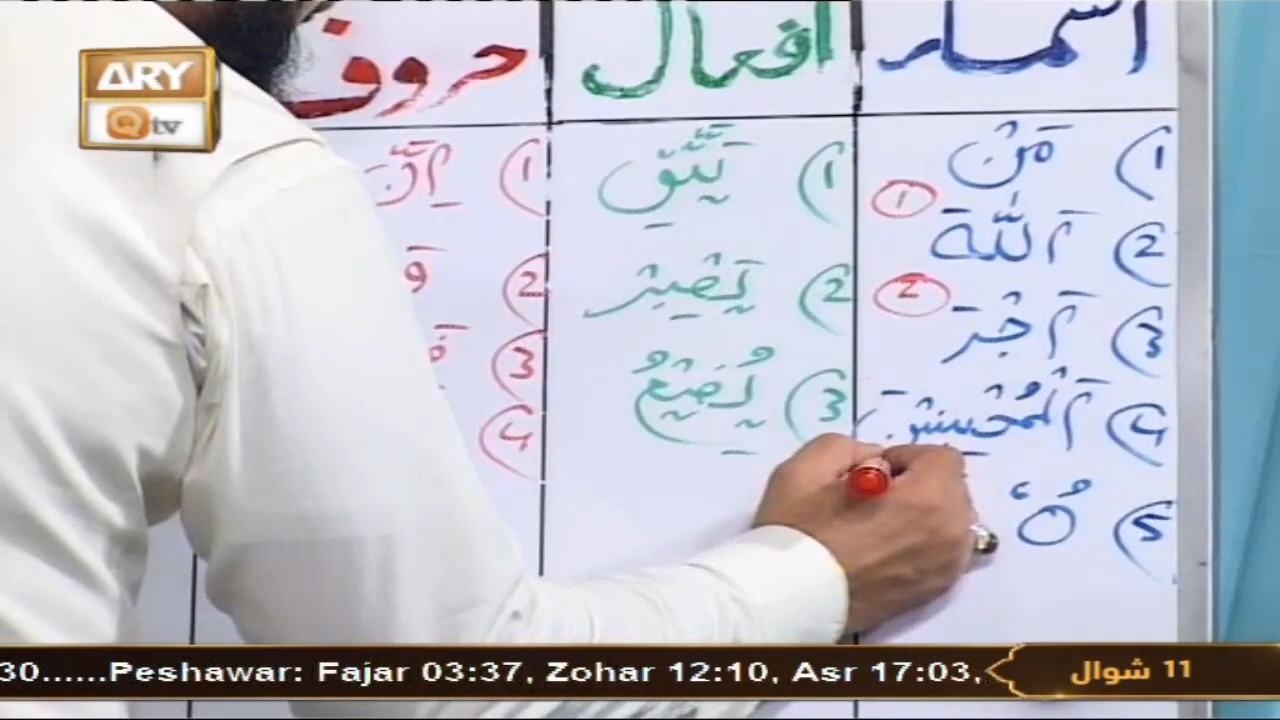 ARY
Qtv
اسماء افعال حروف
1) مَنْ
1
2) اَللّٰهَ
2
3) اَجْرَ
4) اَلْمُحْسِنِيْنَ
5) هٗ
1) يَّتَّقِ
2) يَصْبِرْ
3) يُضِيْعُ
1) اِنَّ
2) وَ
3)
4)
30......Peshawar: Fajar 03:37, Zohar 12:10, Asr 17:03,
11 شوال